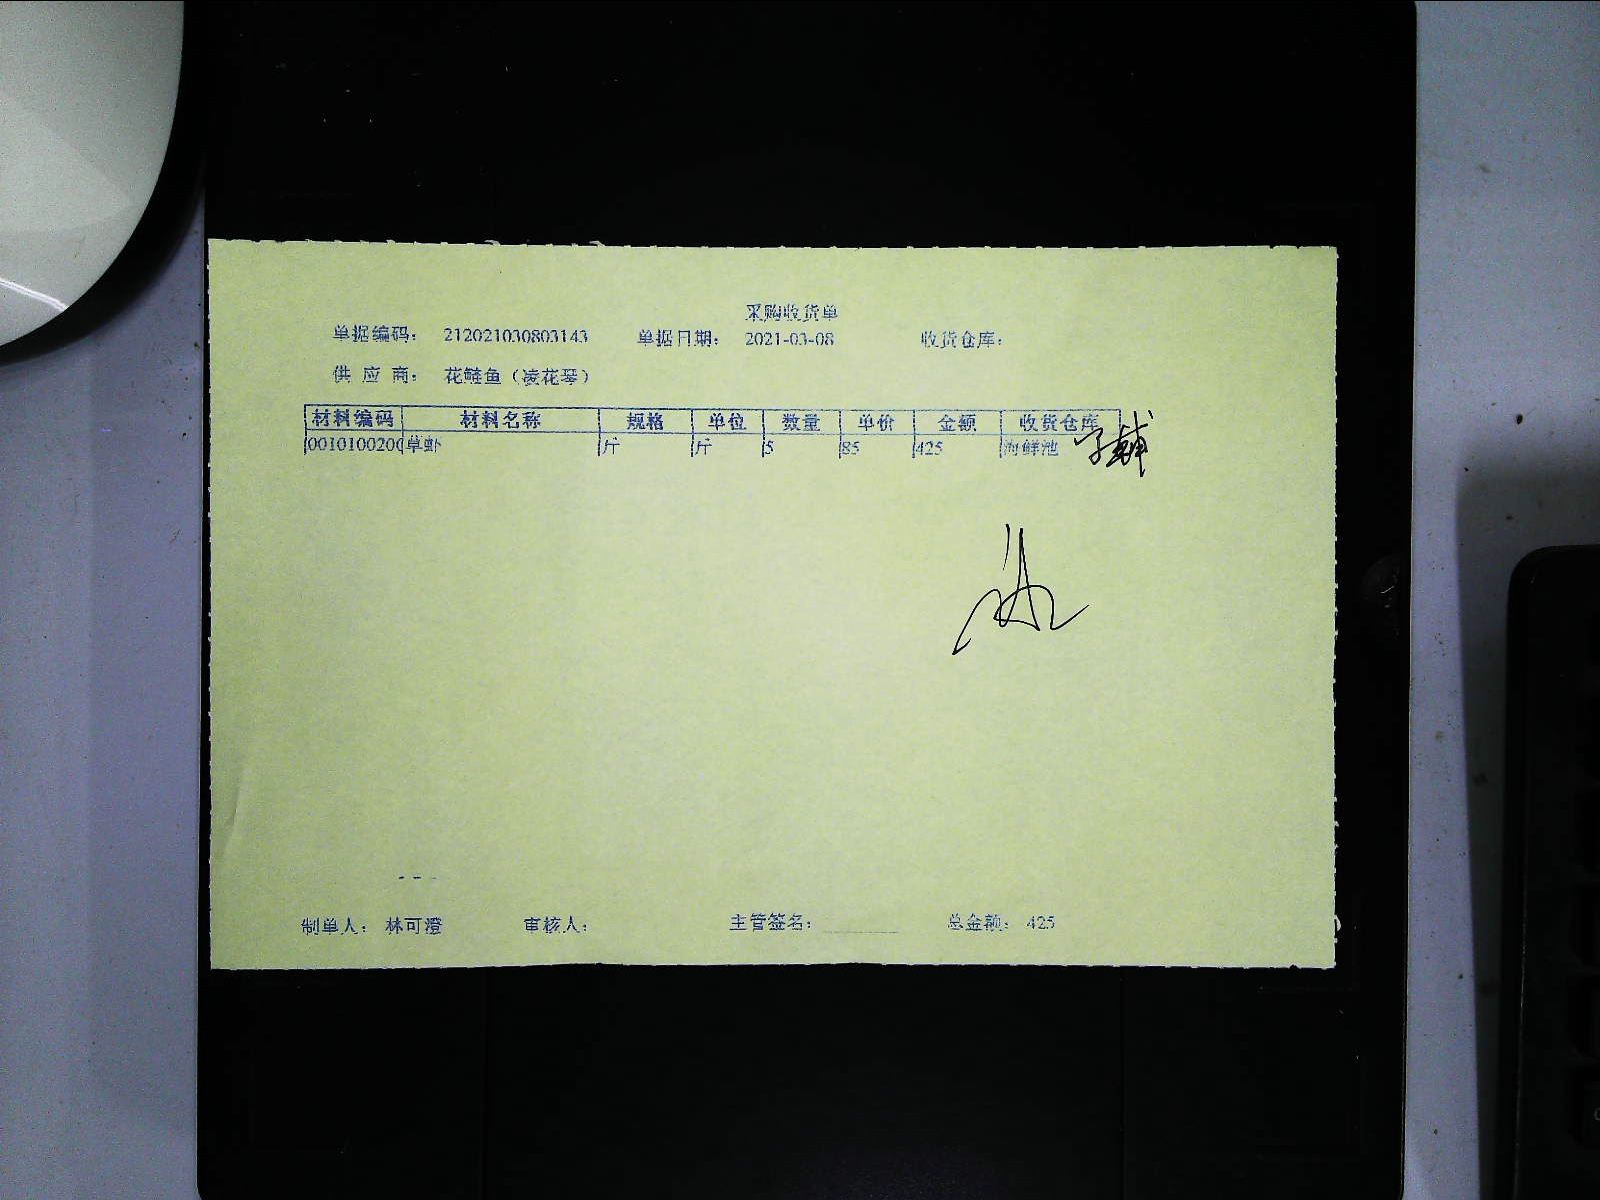 采购收货单
单据编码： 212021030803143 单据日期： 2021-03-08 收货仓库：
供 应 商： 花鲢鱼（凌花琴）
材料编码 材料名称 规格 单位 数量 单价 金额 收货仓库
001010020 草虾 斤 斤 5 85 425 海鲜池
制单人： 林可澄 审核人： 主管签名： 总金额： 425